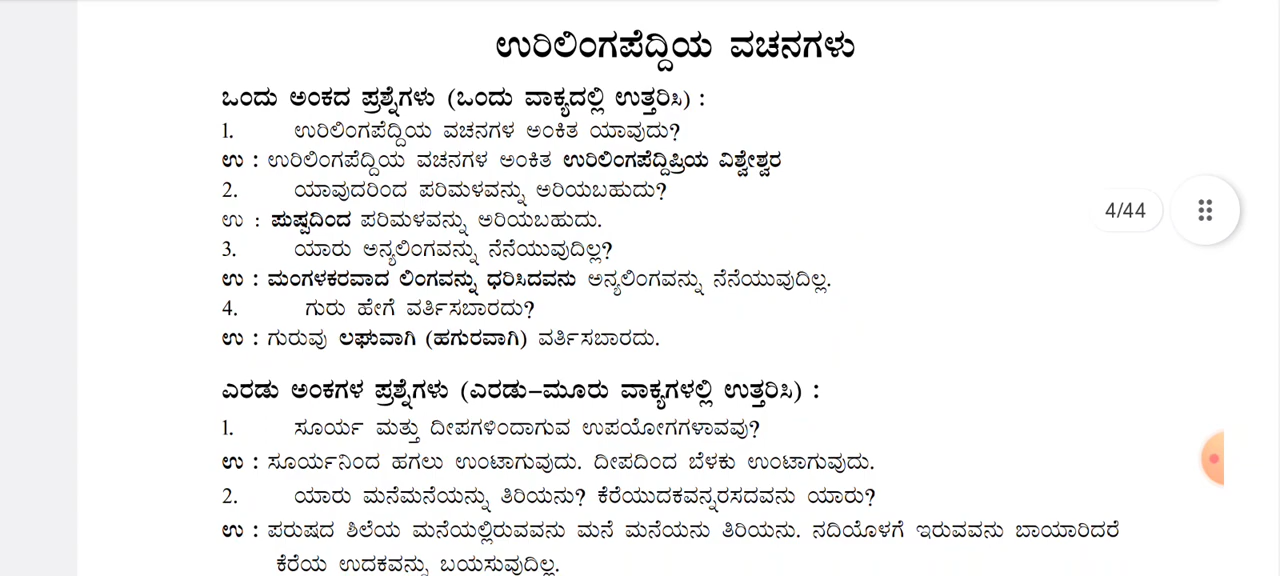 ಉರಿಲಿಂಗಪೆದ್ದಿಯ ವಚನಗಳು
ಒಂದು ಅಂಕದ ಪ್ರಶ್ನೆಗಳು (ಒಂದು ವಾಕ್ಯದಲ್ಲಿ ಉತ್ತರಿಸಿ) :
1. ಉರಿಲಿಂಗಪೆದ್ದಿಯ ವಚನಗಳ ಅಂಕಿತ ಯಾವುದು?
ಉ : ಉರಿಲಿಂಗಪೆದ್ದಿಯ ವಚನಗಳ ಅಂಕಿತ ಉರಿಲಿಂಗಪೆದ್ದಿಪ್ರಿಯ ವಿಶ್ವೇಶ್ವರ
2. ಯಾವುದರಿಂದ ಪರಿಮಳವನ್ನು ಅರಿಯಬಹುದು?
4/44
ಉ : ಪುಷ್ಪದಿಂದ ಪರಿಮಳವನ್ನು ಅರಿಯಬಹುದು.
3. ಯಾರು ಅನ್ಯಲಿಂಗವನ್ನು ನೆನೆಯುವುದಿಲ್ಲ?
ಉ : ಮಂಗಳಕರವಾದ ಲಿಂಗವನ್ನು ಧರಿಸಿದವನು ಅನ್ಯಲಿಂಗವನ್ನು ನೆನೆಯುವುದಿಲ್ಲ.
4. ಗುರು ಹೇಗೆ ವರ್ತಿಸಬಾರದು?
ಉ : ಗುರುವು ಲಘುವಾಗಿ (ಹಗುರವಾಗಿ) ವರ್ತಿಸಬಾರದು.
ಎರಡು ಅಂಕಗಳ ಪ್ರಶ್ನೆಗಳು (ಎರಡು–ಮೂರು ವಾಕ್ಯಗಳಲ್ಲಿ ಉತ್ತರಿಸಿ) :
1. ಸೂರ್ಯ ಮತ್ತು ದೀಪಗಳಿಂದಾಗುವ ಉಪಯೋಗಗಳಾವವು?
ಉ : ಸೂರ್ಯನಿಂದ ಹಗಲು ಉಂಟಾಗುವುದು. ದೀಪದಿಂದ ಬೆಳಕು ಉಂಟಾಗುವುದು.
2. ಯಾರು ಮನೆಮನೆಯನ್ನು ತಿರಿಯನು? ಕೆರೆಯುದಕವನ್ನರಸದವನು ಯಾರು?
ಉ : ಪರುಷದ ಶಿಲೆಯ ಮನೆಯಲ್ಲಿರುವವನು ಮನೆ ಮನೆಯನು ತಿರಿಯನು. ನದಿಯೊಳಗೆ ಇರುವವನು ಬಾಯಾರಿದರೆ
ಕೆರೆಯ ಉದಕವನ್ನು ಬಯಸುವುದಿಲ್ಲ.